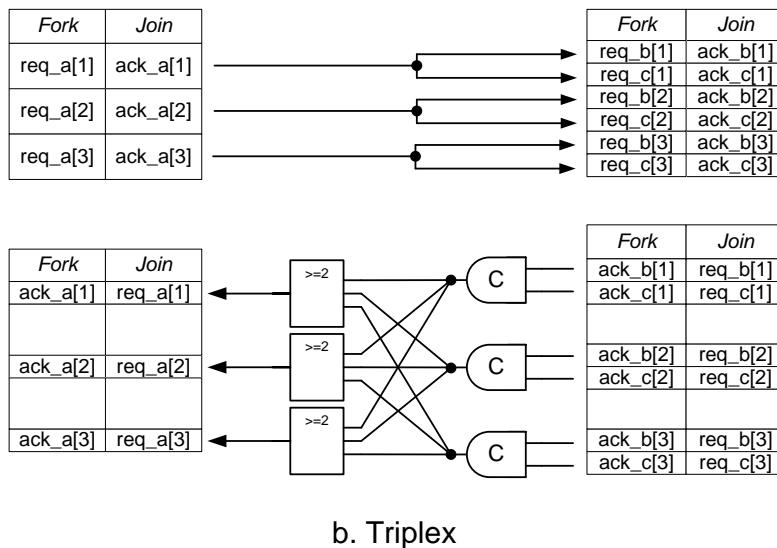 Fork Join Fork Join
req_a[1] ack_a[1] req_b[1] ack_b[1]
req_c[1] ack_c[1]
req_a[2] ack_a[2] req_b[2] ack_b[2]
req_c[2] ack_c[2]
req_a[3] ack_a[3] req_b[3] ack_b[3]
req_c[3] ack_c[3]
Fork Join >=2 C Fork Join
ack_a[1] req_a[1] ack_b[1] req_b[1]
ack_c[1] req_c[1]
ack_a[2] req_a[2] >=2 C ack_b[2] req_b[2]
ack_c[2] req_c[2]
ack_a[3] req_a[3] >=2 C ack_b[3] req_b[3]
ack_c[3] req_c[3]
b. Triplex